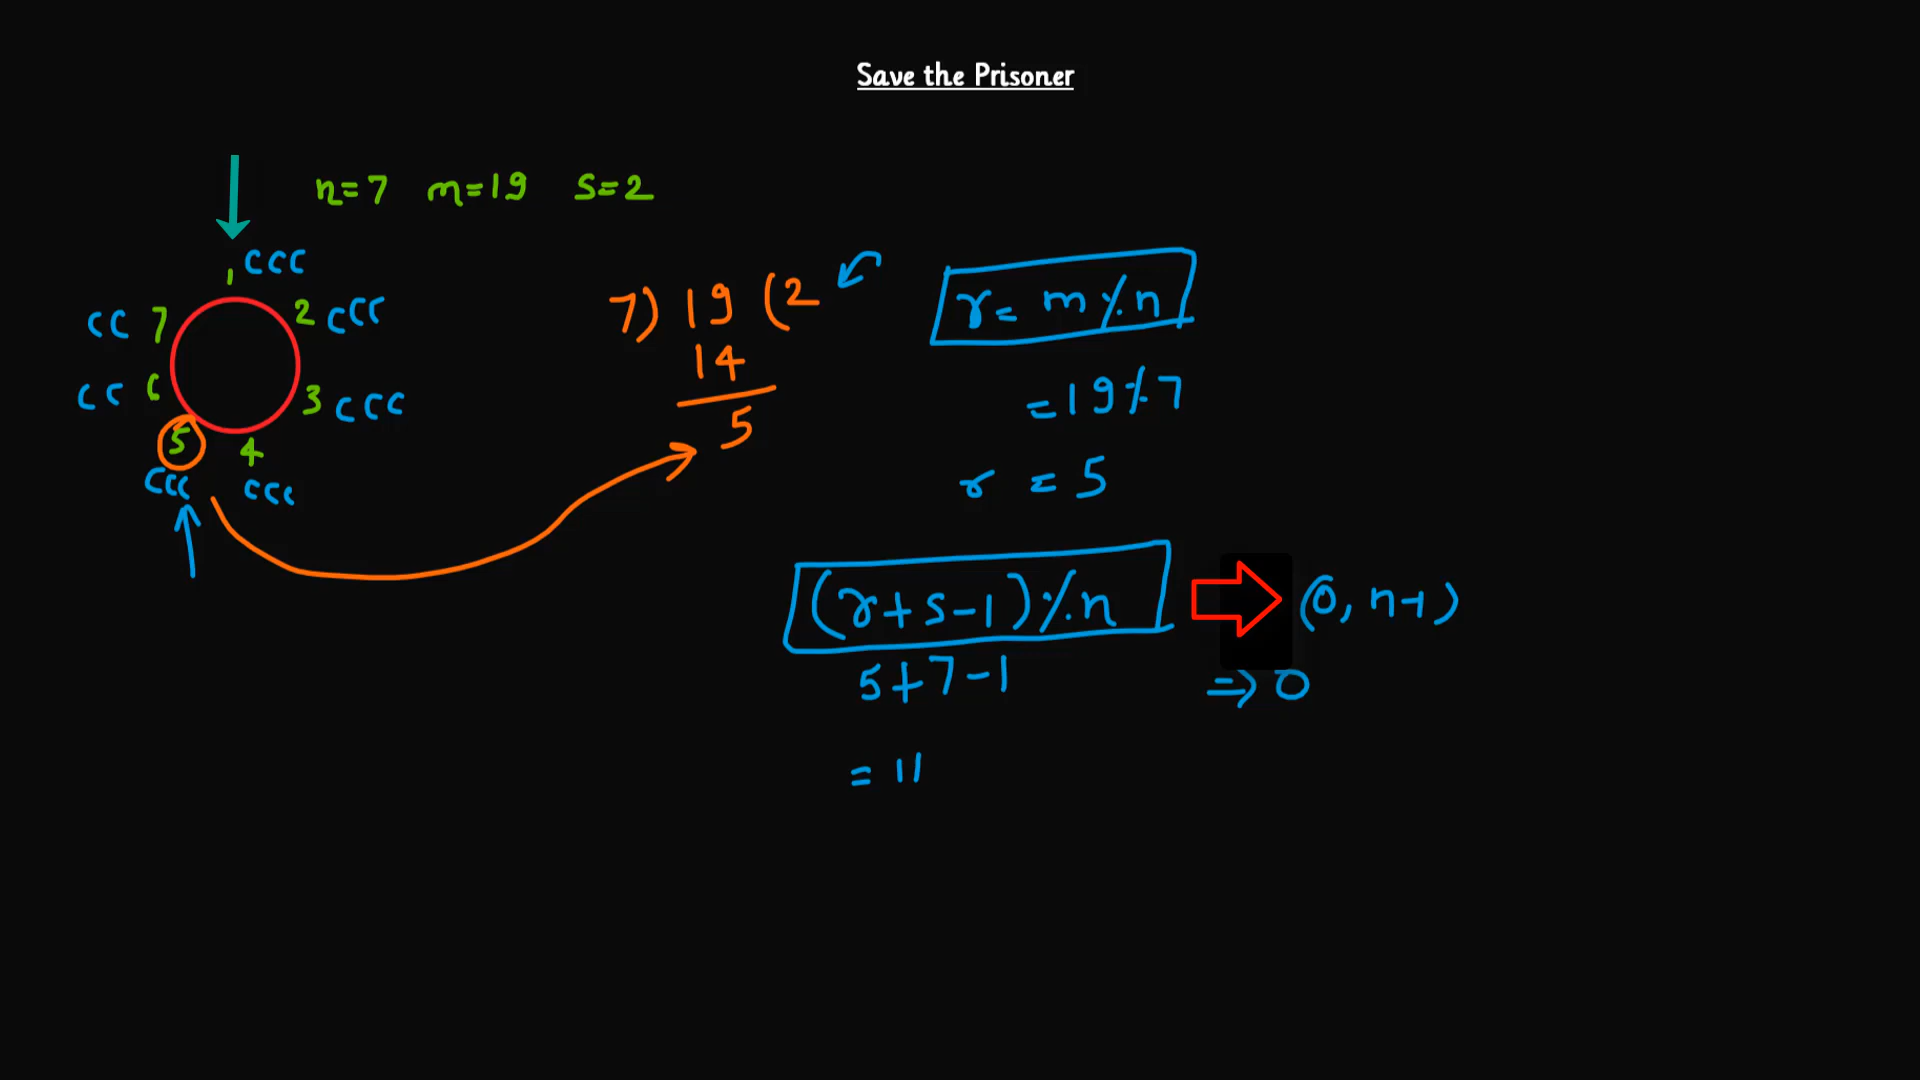 Save the Prisoner
n=7 m=19 s=2
1 ccc
2 ccc
3 ccc
4 ccc
5 ccc
6 cc
7 cc
7) 19 (2
14
5
r= m%n
=19%7
r = 5
(r+s-1)%n
(0, n-1)
5+7-1
=> 0
= 11